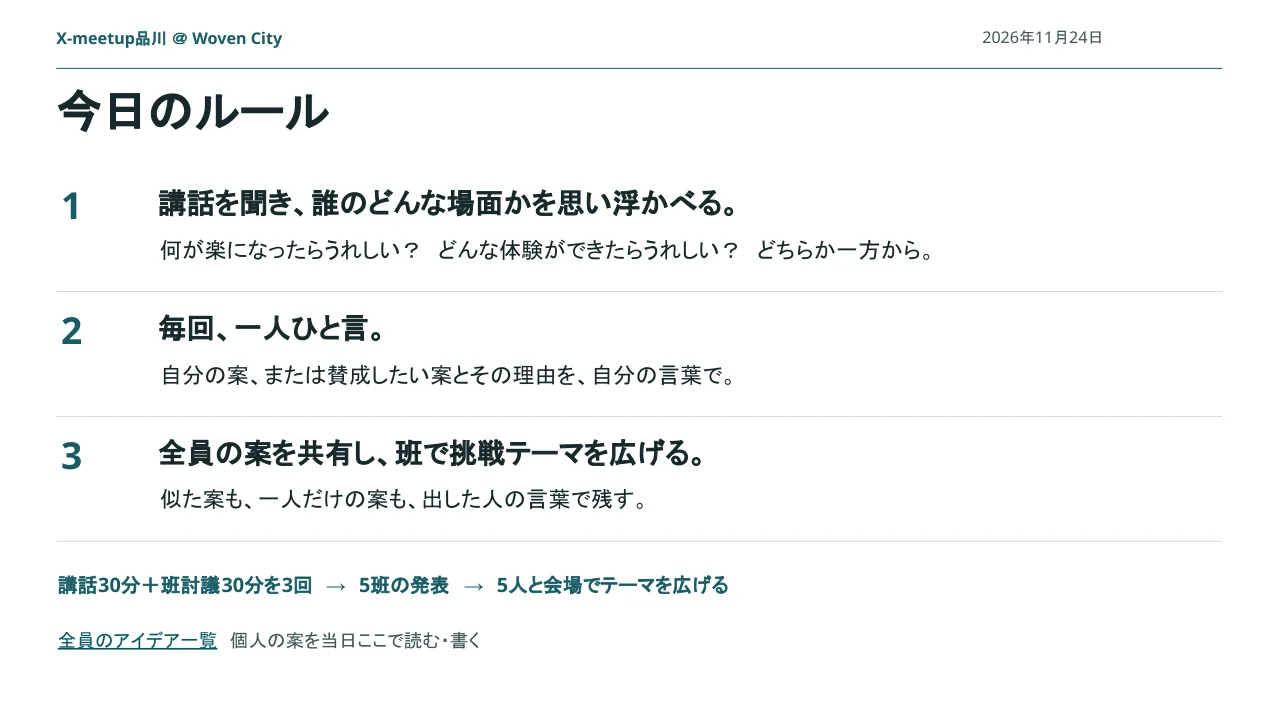 X-meetup品川 @ Woven City
2026年11月24日
今日のルール
1
講話を聞き、誰のどんな場面かを思い浮かべる。
何が楽になったらうれしい？ どんな体験ができたらうれしい？ どちらか一方から。
2
毎回、一人ひと言。
自分の案、または賛成したい案とその理由を、自分の言葉で。
3
全員の案を共有し、班で挑戦テーマを広げる。
似た案も、一人だけの案も、出した人の言葉で残す。
講話30分＋班討議30分を3回 → 5班の発表 → 5人と会場でテーマを広げる
全員のアイデア一覧 個人の案を当日ここで読む・書く